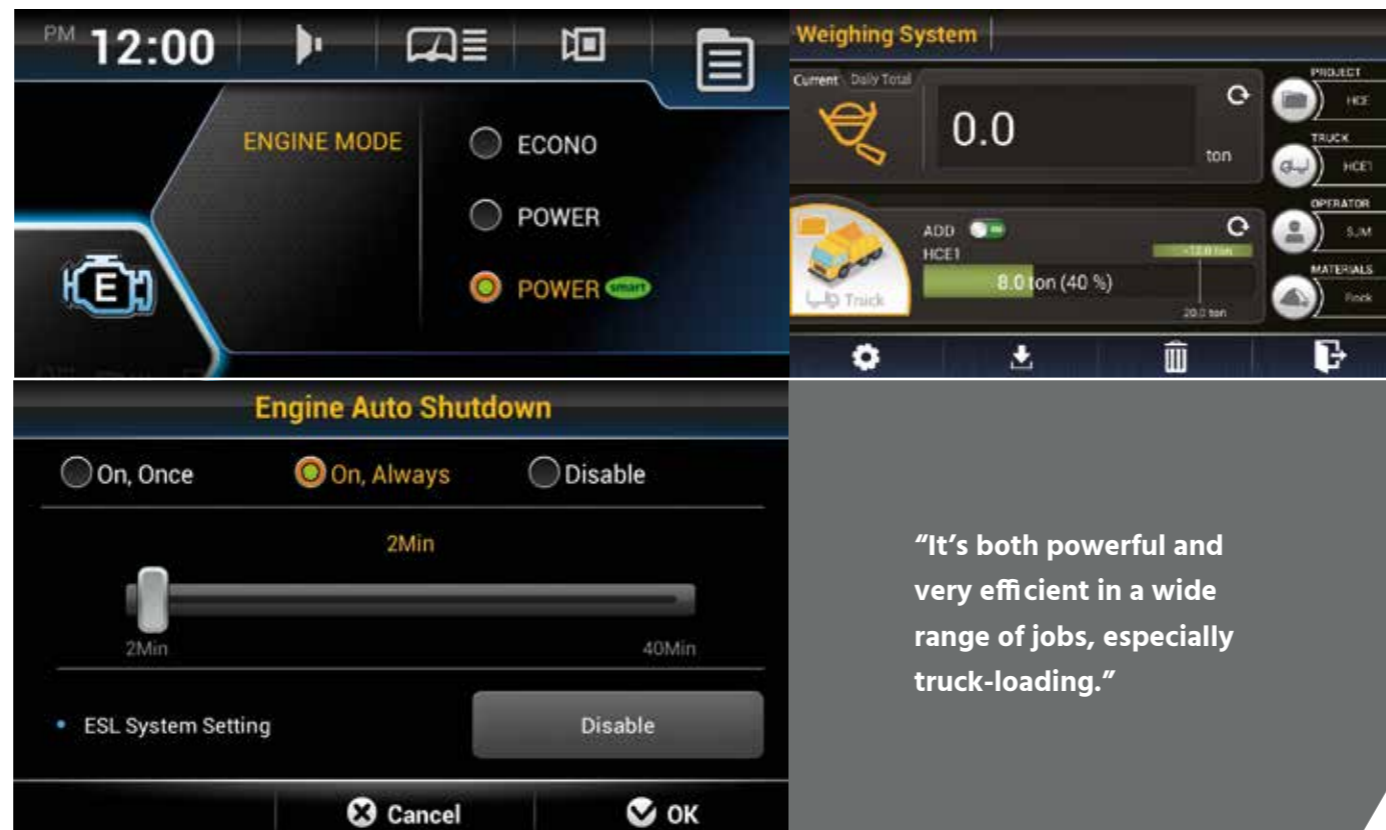 PM 12:00
ENGINE MODE
ECONO
POWER
POWER smart
E
Weighing System
Current Daily Total
0.0
ton
ADD
HCE1
-12.0 ton
8.0 ton (40 %)
20.0 ton
Truck
PROJECT
HCE
TRUCK
HCE1
OPERATOR
SJM
MATERIALS
Rock
Engine Auto Shutdown
On, Once
On, Always
Disable
2Min
2Min
40Min
ESL System Setting
Disable
Cancel
OK
“It’s both powerful and
very efficient in a wide
range of jobs, especially
truck-loading.”